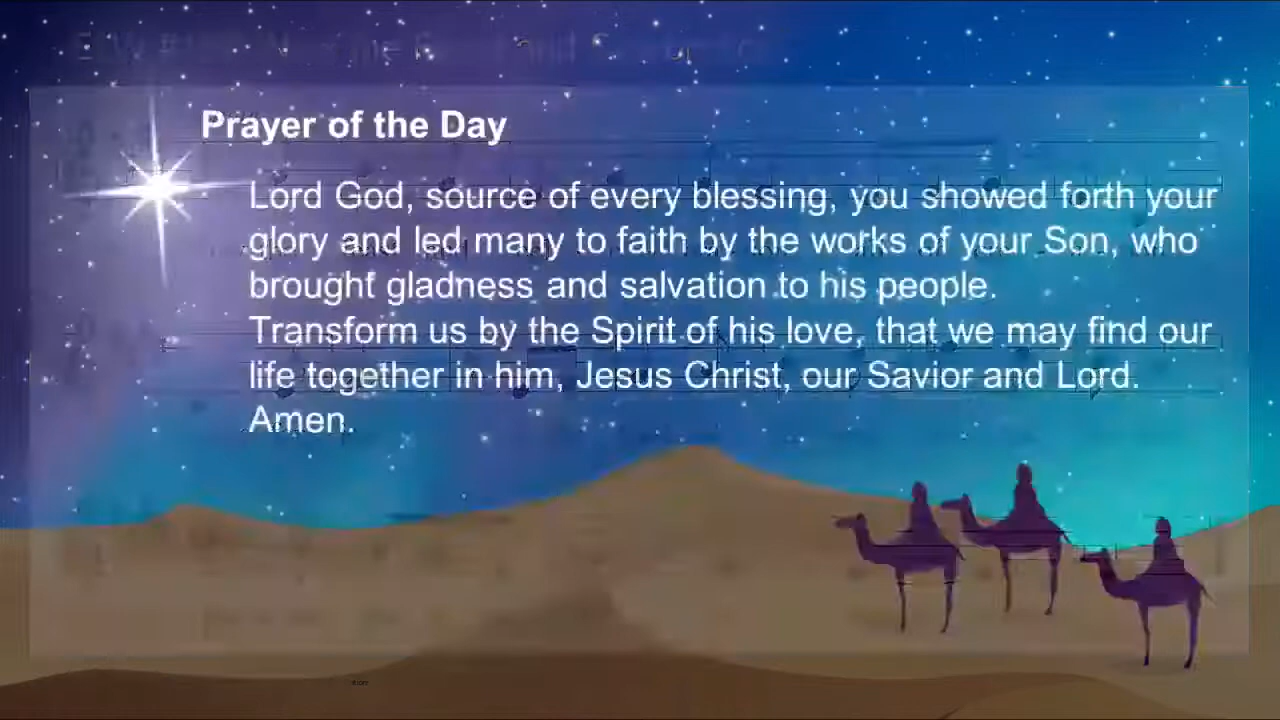 Prayer of the Day
Lord God, source of every blessing, you showed forth your
glory and led many to faith by the works of your Son, who
brought gladness and salvation to his people.
Transform us by the Spirit of his love, that we may find our
life together in him, Jesus Christ, our Savior and Lord.
Amen.